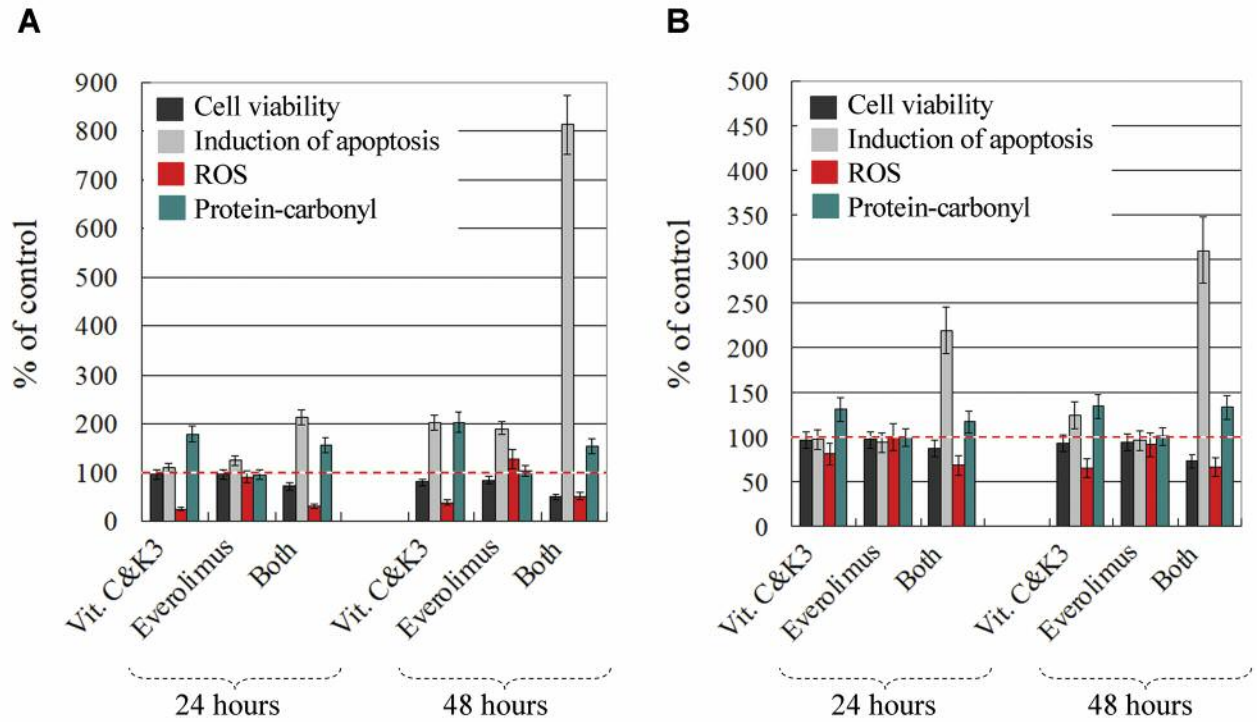 A
B
900
800
700
600
500
400
300
200
100
0
% of control
Cell viability
Induction of apoptosis
ROS
Protein-carbonyl
Vit. C&K3
Everolimus
Both
Vit. C&K3
Everolimus
Both
24 hours
48 hours
500
450
400
350
300
250
200
150
100
50
0
% of control
Cell viability
Induction of apoptosis
ROS
Protein-carbonyl
Vit. C&K3
Everolimus
Both
Vit. C&K3
Everolimus
Both
24 hours
48 hours